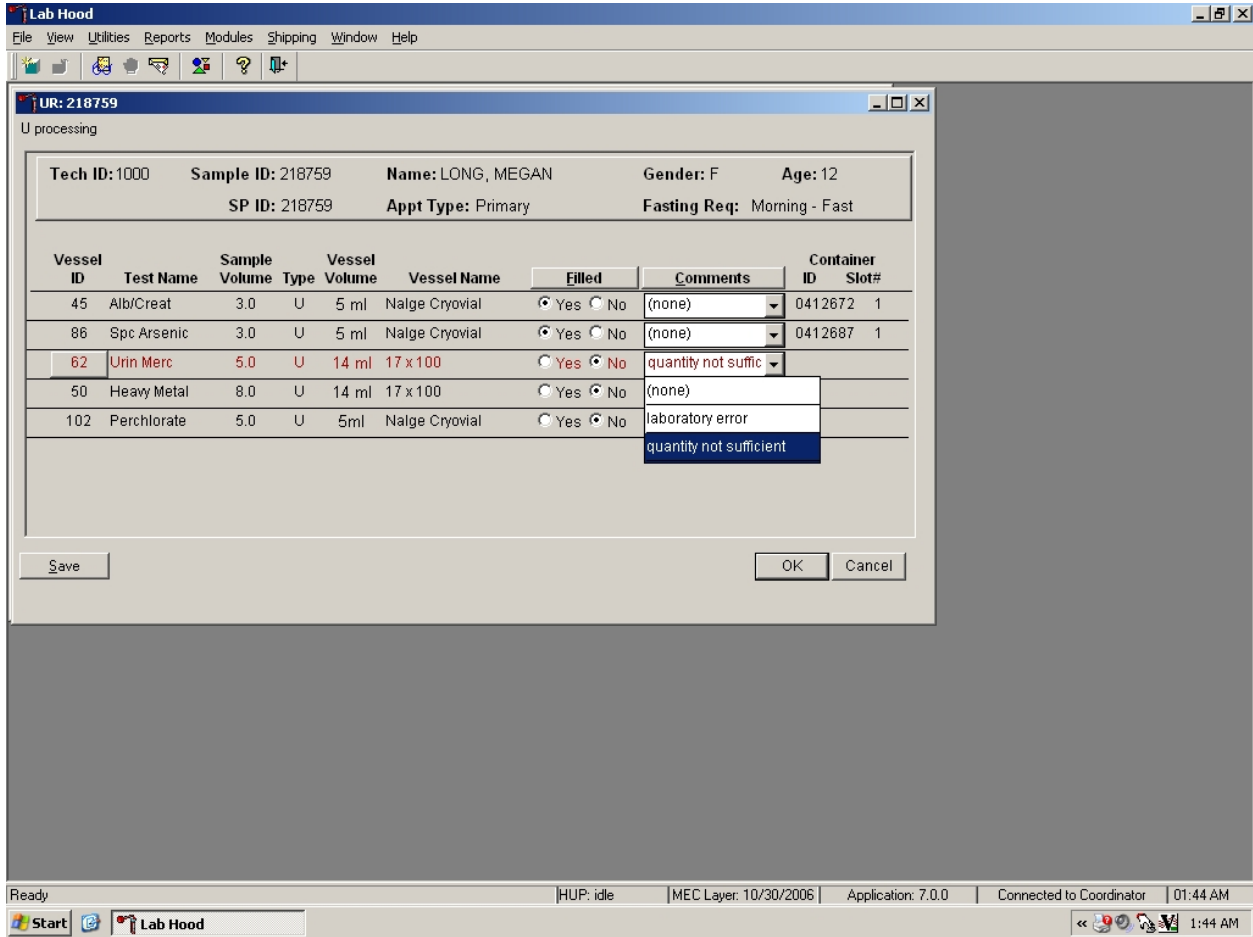 Lab Hood
File View Utilities Reports Modules Shipping Window Help
UR: 218759
U processing
Tech ID: 1000 Sample ID: 218759 Name: LONG, MEGAN Gender: F Age: 12
SP ID: 218759 Appt Type: Primary Fasting Req: Morning - Fast
Vessel Sample Vessel Container
ID Test Name Volume Type Volume Vessel Name Filled Comments ID Slot#
45 Alb/Creat 3.0 U 5 ml Nalge Cryovial Yes No (none) 0412672 1
86 Spc Arsenic 3.0 U 5 ml Nalge Cryovial Yes No (none) 0412687 1
62 Urin Merc 5.0 U 14 ml 17 x 100 Yes No quantity not suffic
50 Heavy Metal 8.0 U 14 ml 17 x 100 Yes No (none)
102 Perchlorate 5.0 U 5ml Nalge Cryovial Yes No laboratory error
quantity not sufficient
Save OK Cancel
Ready HUP: idle MEC Layer: 10/30/2006 Application: 7.0.0 Connected to Coordinator 01:44 AM
Start Lab Hood « 1:44 AM